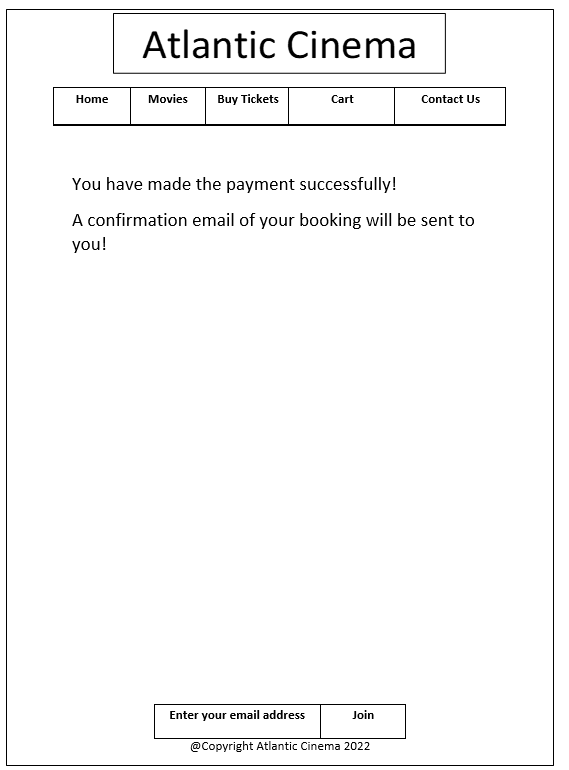 Atlantic Cinema
Home Movies Buy Tickets Cart Contact Us
You have made the payment successfully!
A confirmation email of your booking will be sent to
you!
Enter your email address Join
@Copyright Atlantic Cinema 2022